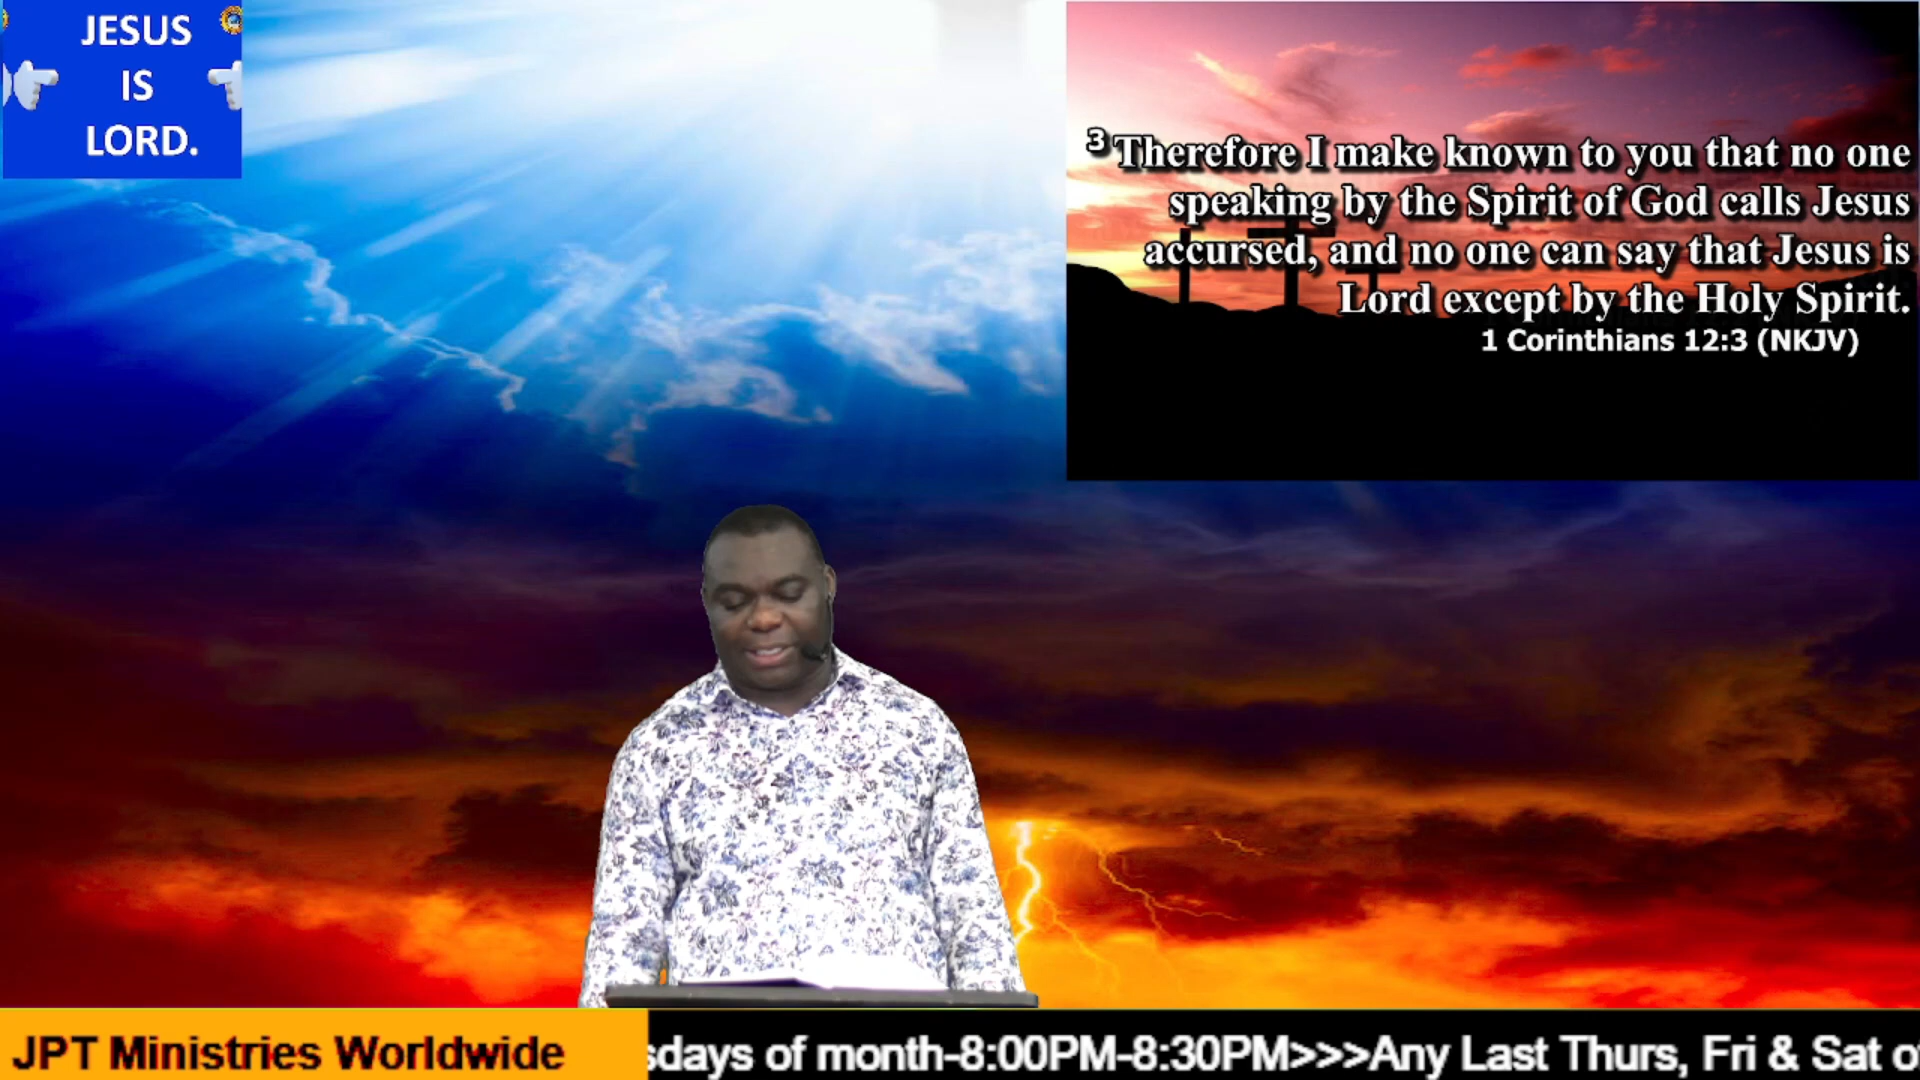 JESUS
IS
LORD.
3 Therefore I make known to you that no one
speaking by the Spirit of God calls Jesus
accursed, and no one can say that Jesus is
Lord except by the Holy Spirit.
1 Corinthians 12:3 (NKJV)
JPT Ministries Worldwide
sdays of month-8:00PM-8:30PM>>>Any Last Thurs, Fri & Sat o